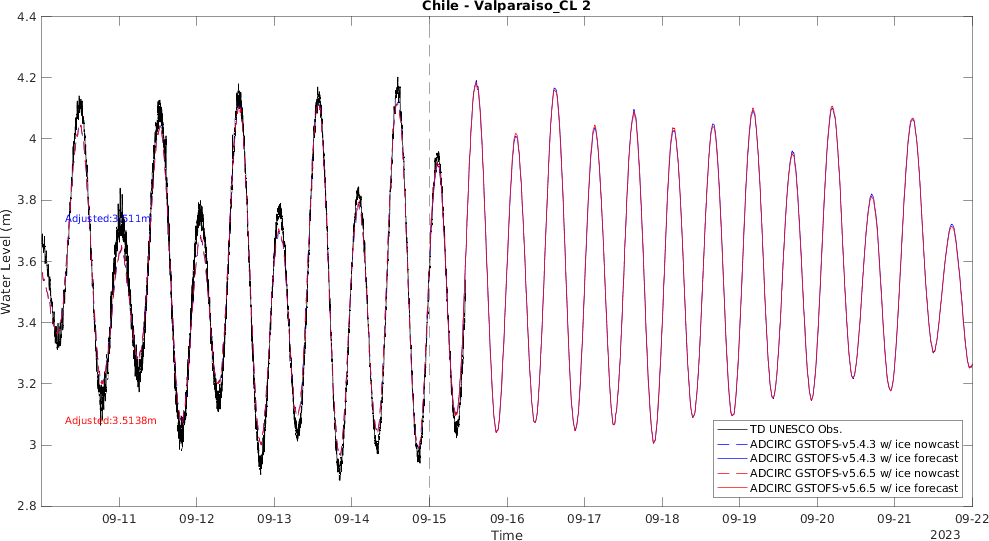 Chile - Valparaiso_CL 2
4.4
4.2
4
3.8
3.6
3.4
3.2
3
2.8
Water Level (m)
Adjusted:3.511m
Adjusted:3.5138m
TD UNESCO Obs.
ADCIRC GSTOFS-v5.4.3 w/ ice nowcast
ADCIRC GSTOFS-v5.4.3 w/ ice forecast
ADCIRC GSTOFS-v5.6.5 w/ ice nowcast
ADCIRC GSTOFS-v5.6.5 w/ ice forecast
09-11 09-12 09-13 09-14 09-15 09-16 09-17 09-18 09-19 09-20 09-21 09-22
Time
2023